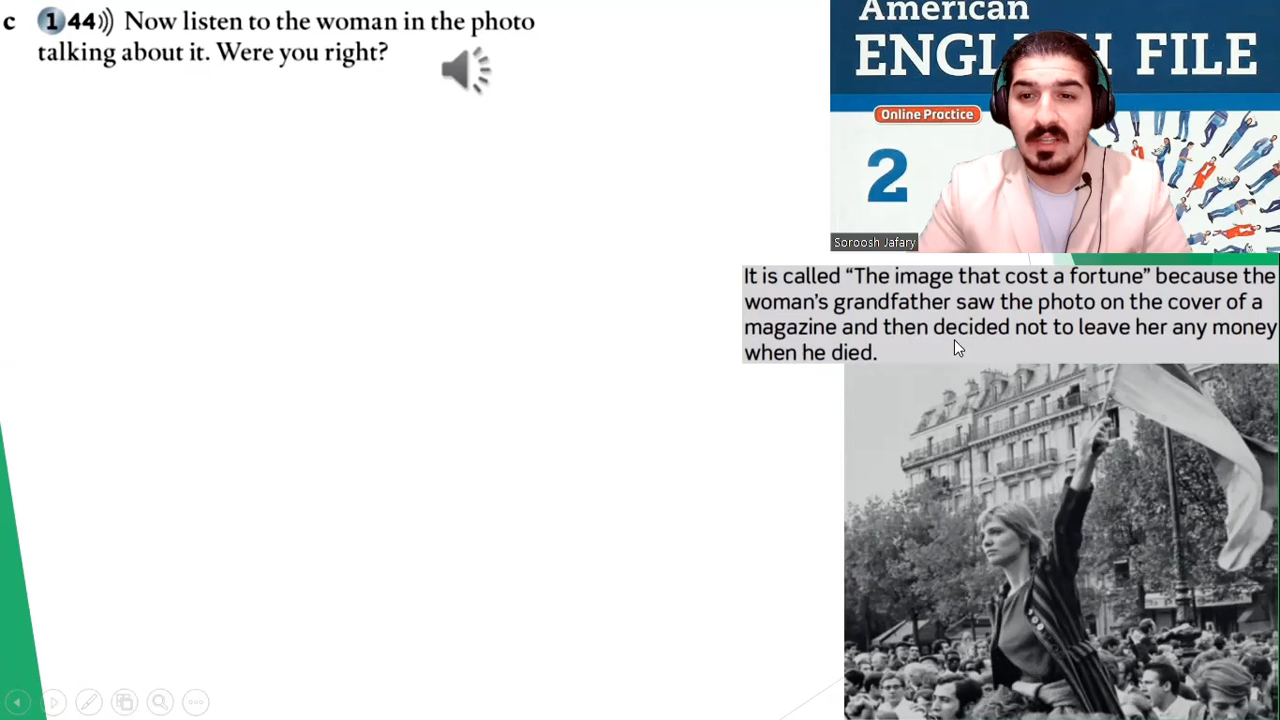 c 1 44)) Now listen to the woman in the photo
talking about it. Were you right?
American
ENGLISH FILE
Online Practice
2
Soroosh Jafary
It is called “The image that cost a fortune” because the
woman’s grandfather saw the photo on the cover of a
magazine and then decided not to leave her any money
when he died.